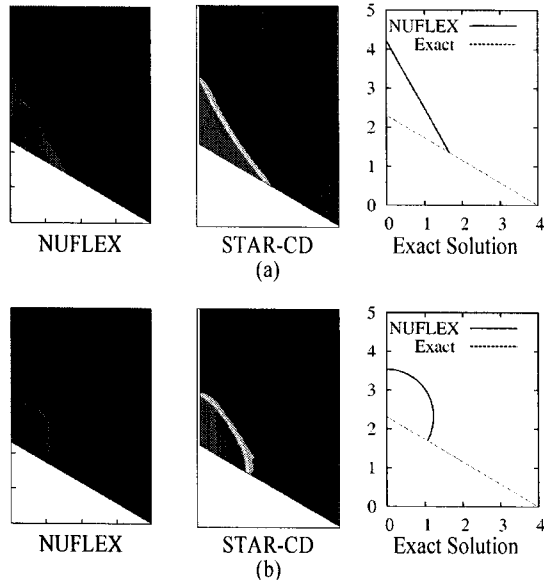 NUFLEX
Exact
5
4
3
2
1
0
0 1 2 3 4
NUFLEX STAR-CD Exact Solution
(a)
NUFLEX
Exact
5
4
3
2
1
0
0 1 2 3 4
NUFLEX STAR-CD Exact Solution
(b)